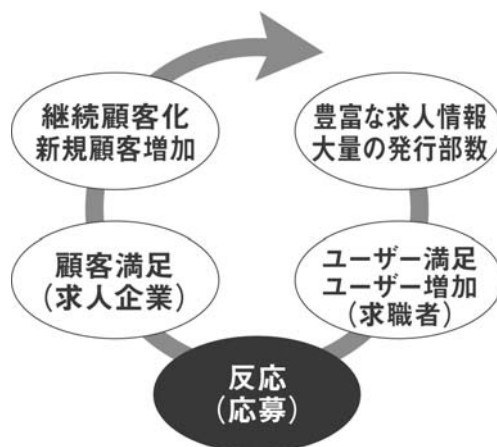 継続顧客化
新規顧客増加
豊富な求人情報
大量の発行部数
顧客満足
(求人企業)
ユーザー満足
ユーザー増加
(求職者)
反応
(応募)